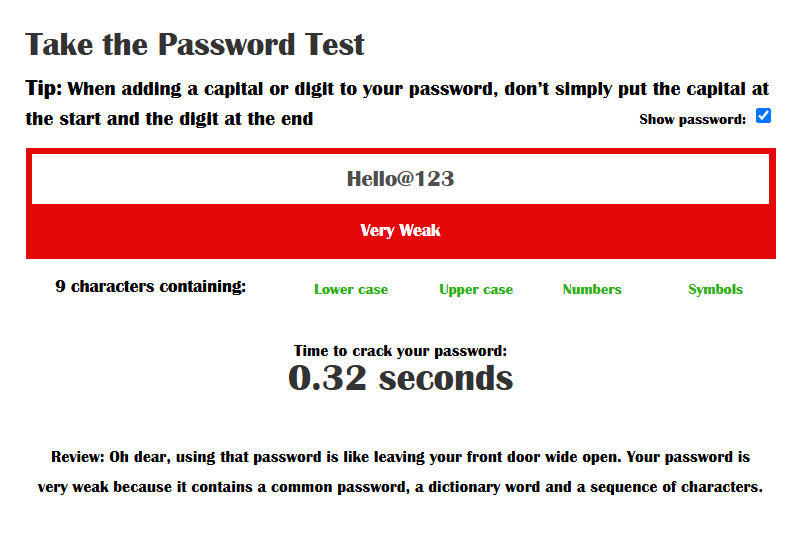 Take the Password Test
Tip: When adding a capital or digit to your password, don’t simply put the capital at
the start and the digit at the end
Show password:
Hello@123
Very Weak
9 characters containing: Lower case Upper case Numbers Symbols
Time to crack your password:
0.32 seconds
Review: Oh dear, using that password is like leaving your front door wide open. Your password is
very weak because it contains a common password, a dictionary word and a sequence of characters.